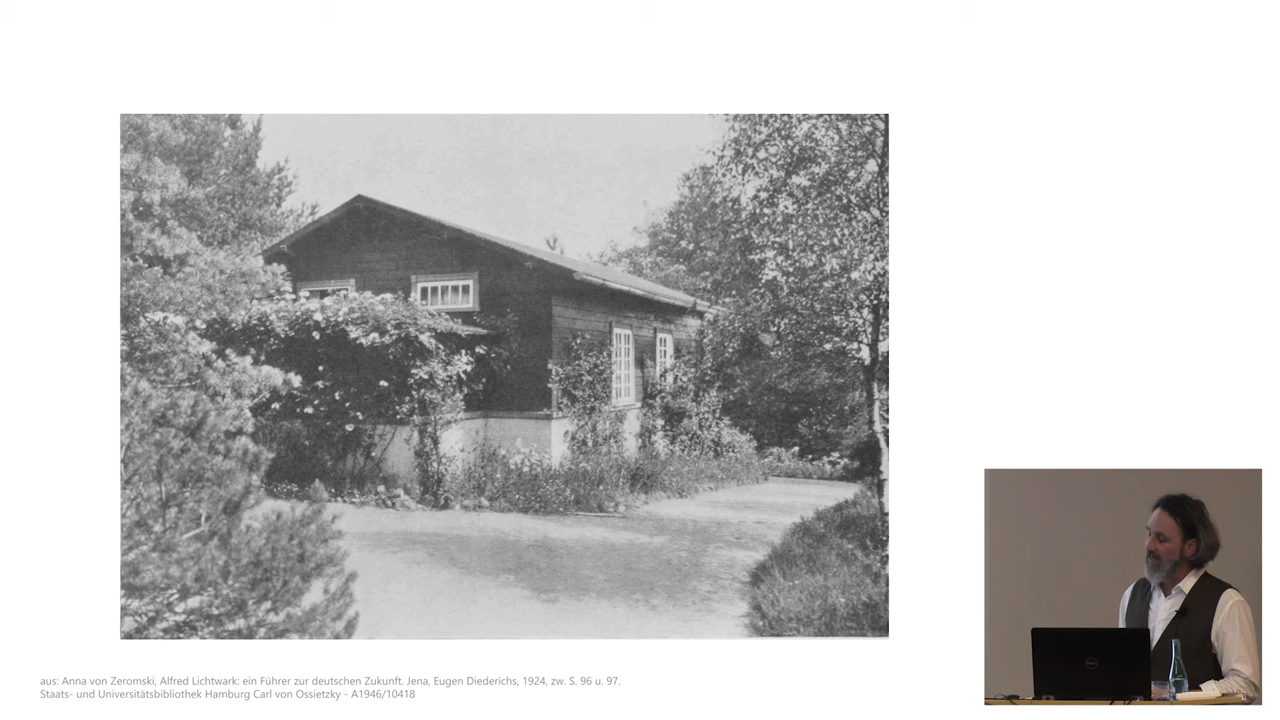 aus: Anna von Zeromski, Alfred Lichtwark: ein Führer zur deutschen Zukunft. Jena, Eugen Diederichs, 1924, zw. S. 96 u. 97.
Staats- und Universitätsbibliothek Hamburg Carl von Ossietzky - A1946/10418